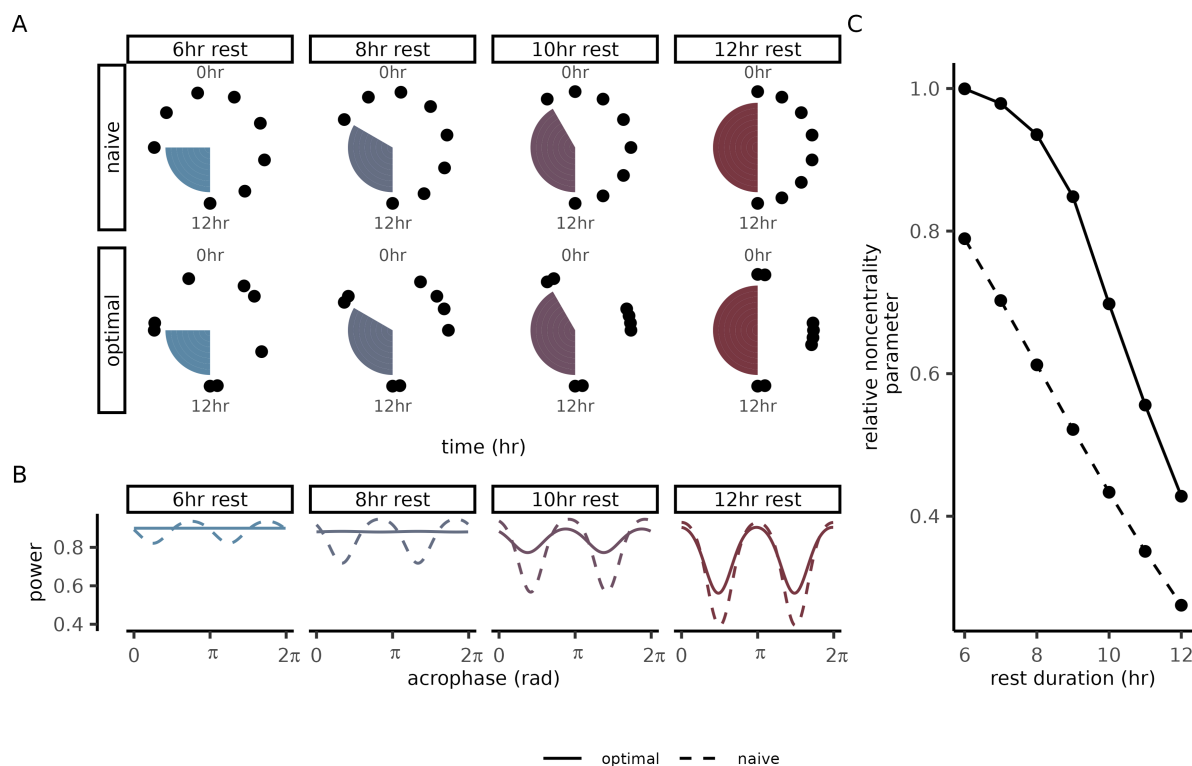 A
C
6hr rest
8hr rest
10hr rest
12hr rest
naive
0hr
0hr
0hr
0hr
12hr
12hr
12hr
12hr
optimal
0hr
0hr
0hr
0hr
12hr
12hr
12hr
12hr
time (hr)
B
6hr rest
8hr rest
10hr rest
12hr rest
power
0.8
0.6
0.4
0 π 2π
0 π 2π
0 π 2π
0 π 2π
acrophase (rad)
relative noncentrality
parameter
1.0
0.8
0.6
0.4
6 8 10 12
rest duration (hr)
optimal
naive